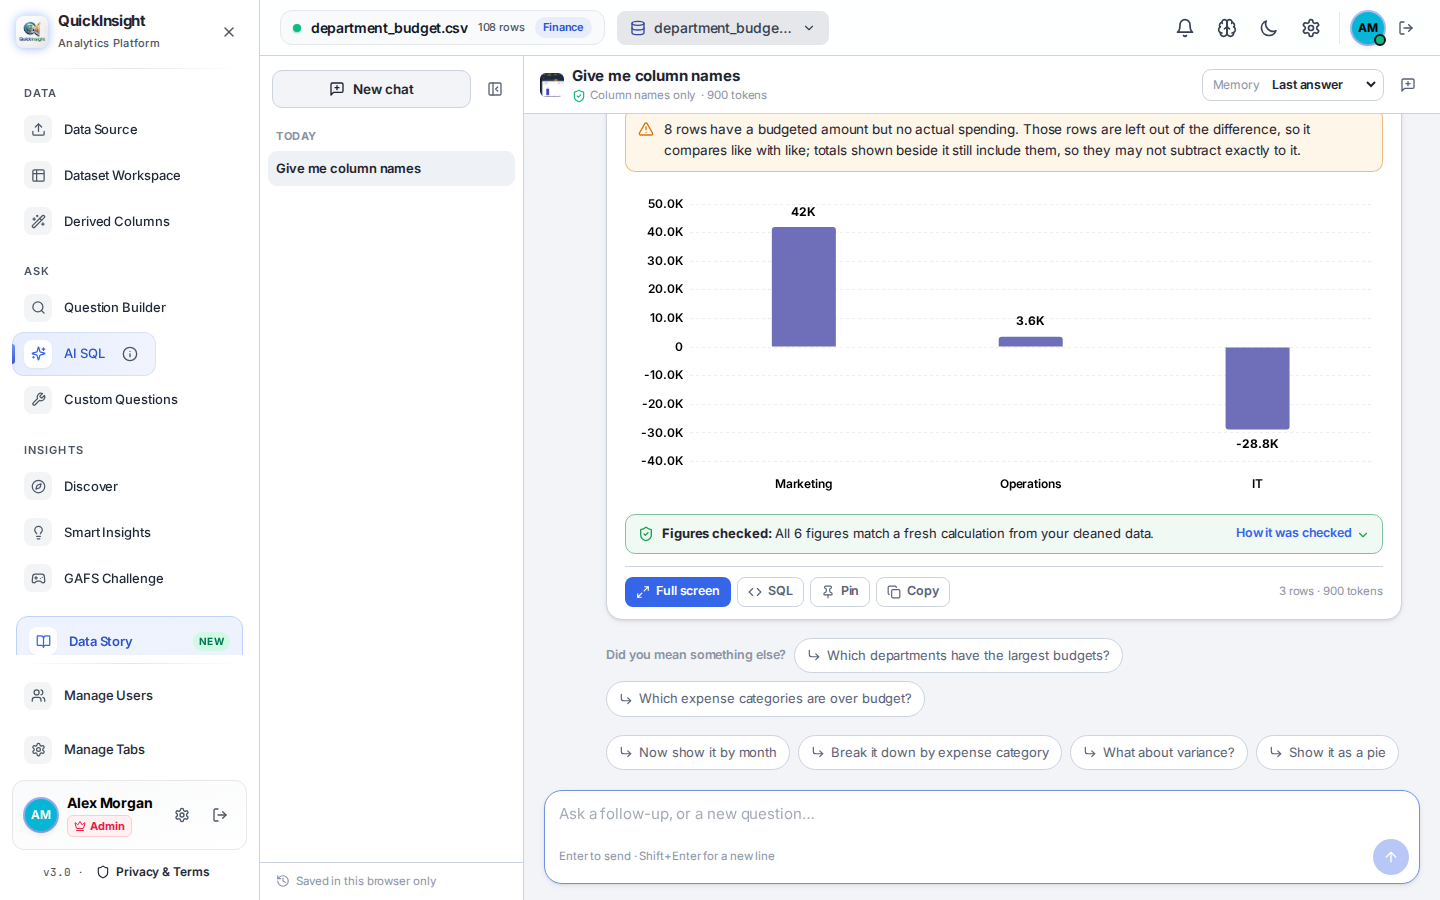 QuickInsight
Analytics Platform
DATA
Data Source
Dataset Workspace
Derived Columns
ASK
Question Builder
AI SQL
Custom Questions
INSIGHTS
Discover
Smart Insights
GAFS Challenge
Data Story NEW
Manage Users
Manage Tabs
AM Alex Morgan
Admin
v3.0 · Privacy & Terms
department_budget.csv 108 rows Finance
department_budge...
AM
New chat
TODAY
Give me column names
Saved in this browser only
Give me column names
Column names only · 900 tokens
Memory Last answer
8 rows have a budgeted amount but no actual spending. Those rows are left out of the difference, so it
compares like with like; totals shown beside it still include them, so they may not subtract exactly to it.
50.0K
40.0K
30.0K
20.0K
10.0K
0
-10.0K
-20.0K
-30.0K
-40.0K
42K
3.6K
-28.8K
Marketing Operations IT
Figures checked: All 6 figures match a fresh calculation from your cleaned data. How it was checked
Full screen SQL Pin Copy 3 rows · 900 tokens
Did you mean something else? Which departments have the largest budgets?
Which expense categories are over budget?
Now show it by month Break it down by expense category What about variance? Show it as a pie
Ask a follow-up, or a new question...
Enter to send · Shift+Enter for a new line